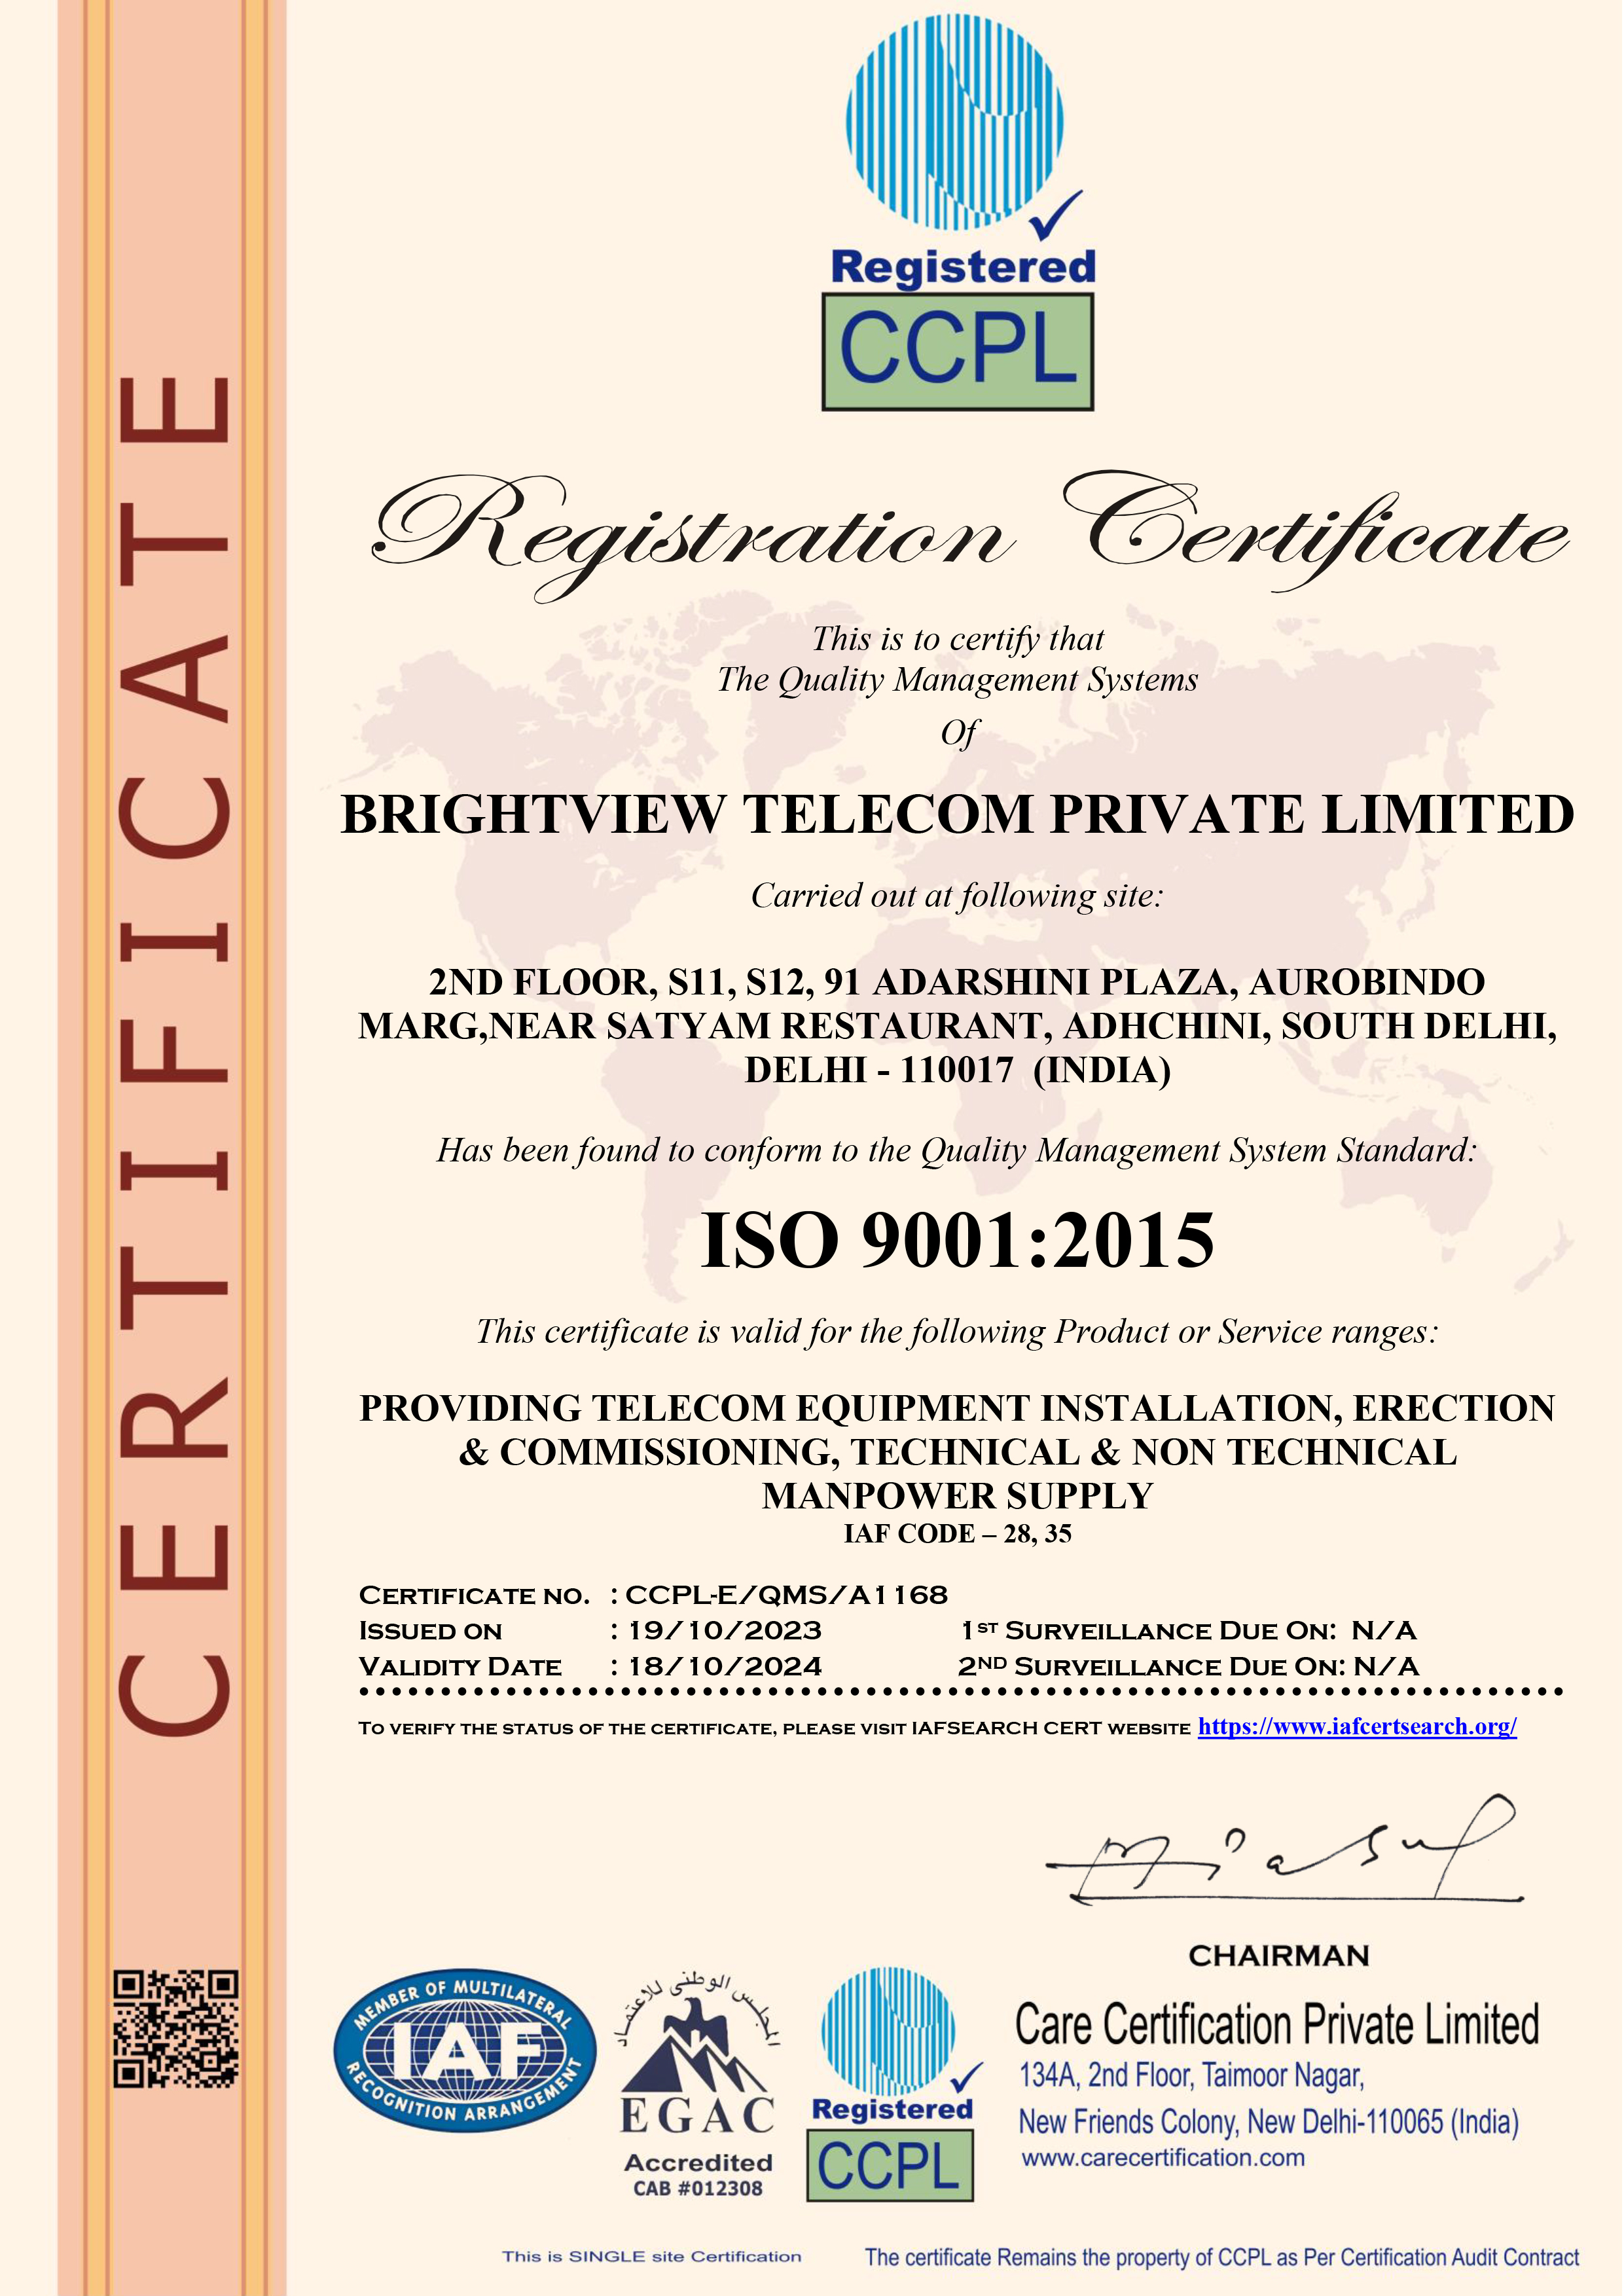 CERTIFICATE
Registered
CCPL
Registration Certificate
This is to certify that
The Quality Management Systems
Of
BRIGHTVIEW TELECOM PRIVATE LIMITED
Carried out at following site:
2ND FLOOR, S11, S12, 91 ADARSHINI PLAZA, AUROBINDO
MARG,NEAR SATYAM RESTAURANT, ADHCHINI, SOUTH DELHI,
DELHI - 110017 (INDIA)
Has been found to conform to the Quality Management System Standard:
ISO 9001:2015
This certificate is valid for the following Product or Service ranges:
PROVIDING TELECOM EQUIPMENT INSTALLATION, ERECTION
& COMMISSIONING, TECHNICAL & NON TECHNICAL
MANPOWER SUPPLY
IAF CODE – 28, 35
CERTIFICATE NO. : CCPL-E/QMS/A1168
ISSUED ON : 19/10/2023 1ST SURVEILLANCE DUE ON: N/A
VALIDITY DATE : 18/10/2024 2ND SURVEILLANCE DUE ON: N/A
TO VERIFY THE STATUS OF THE CERTIFICATE, PLEASE VISIT IAFSEARCH CERT WEBSITE https://www.iafcertsearch.org/
CHAIRMAN
MEMBER OF MULTILATERAL
IAF
RECOGNITION ARRANGEMENT
المجلس الوطنى للاعتماد
EGAC
Accredited
CAB #012308
Registered
CCPL
Care Certification Private Limited
134A, 2nd Floor, Taimoor Nagar,
New Friends Colony, New Delhi-110065 (India)
www.carecertification.com
This is SINGLE site Certification
The certificate Remains the property of CCPL as Per Certification Audit Contract